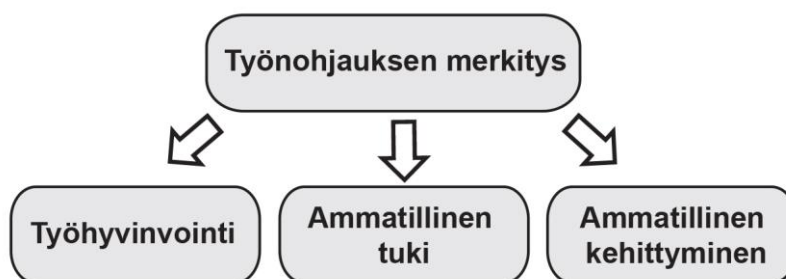 Työnohjauksen merkitys
Työhyvinvointi
Ammatillinen
tuki
Ammatillinen
kehittyminen